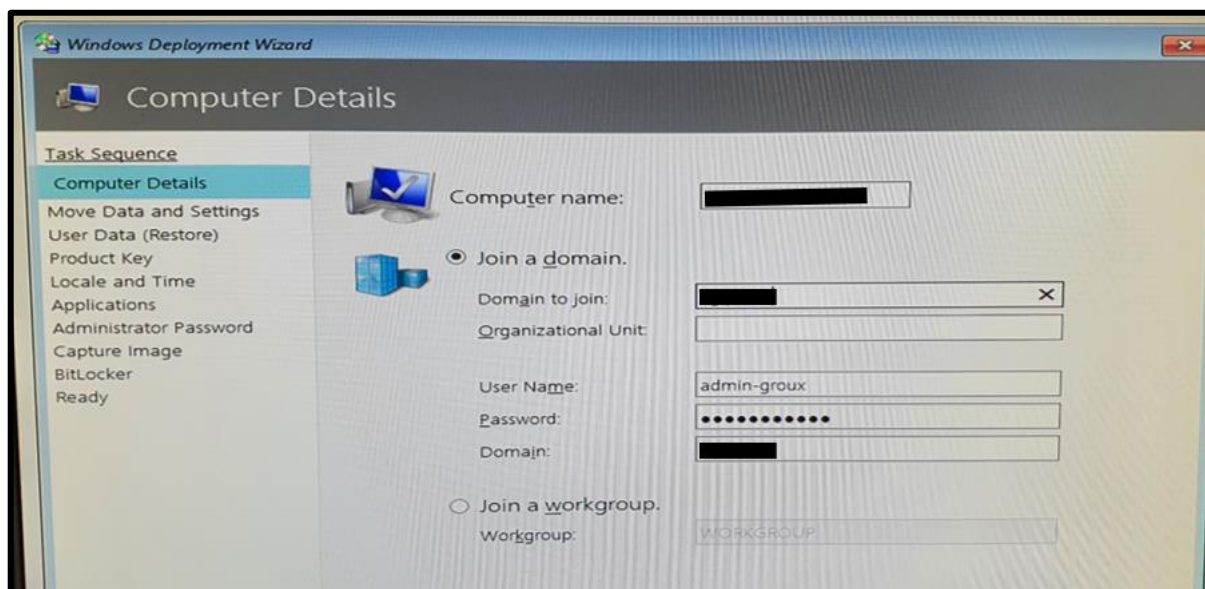 Windows Deployment Wizard
Computer Details
Task Sequence
Computer Details
Move Data and Settings
User Data (Restore)
Product Key
Locale and Time
Applications
Administrator Password
Capture Image
BitLocker
Ready
Computer name:
Join a domain.
Domain to join:
Organizational Unit:
User Name: admin-groux
Password: ●●●●●●●●●●●
Domain:
Join a workgroup.
Workgroup: WORKGROUP